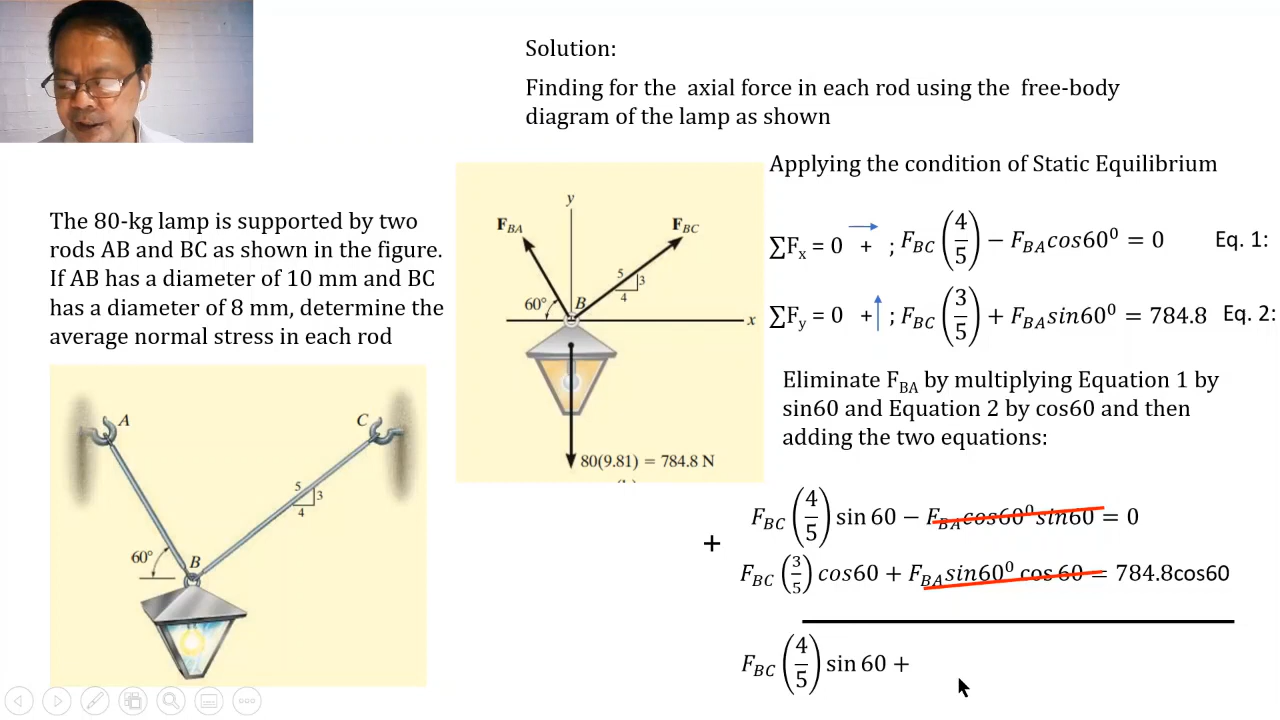 Solution:
Finding for the axial force in each rod using the free-body
diagram of the lamp as shown
Applying the condition of Static Equilibrium
∑Fx = 0 + ; F_BC (4/5) − F_BA cos60⁰ = 0 Eq. 1:
∑Fy = 0 + ; F_BC (3/5) + F_BA sin60⁰ = 784.8 Eq. 2:
The 80-kg lamp is supported by two
rods AB and BC as shown in the figure.
If AB has a diameter of 10 mm and BC
has a diameter of 8 mm, determine the
average normal stress in each rod
y
F_BA
F_BC
5
3
4
60°
B
x
80(9.81) = 784.8 N
Eliminate F_BA by multiplying Equation 1 by
sin60 and Equation 2 by cos60 and then
adding the two equations:
F_BC (4/5) sin 60 − F_BA cos60⁰ sin60 = 0
+
F_BC (3/5) cos60 + F_BA sin60⁰ cos 60 = 784.8cos60
F_BC (4/5) sin 60 +
A
C
5
3
4
60°
B